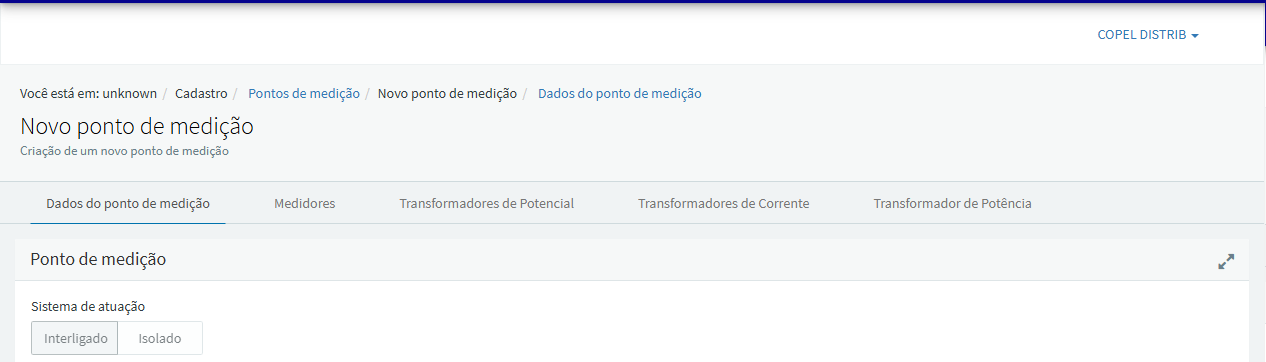 COPEL DISTRIB
Você está em: unknown / Cadastro / Pontos de medição / Novo ponto de medição / Dados do ponto de medição
Novo ponto de medição
Criação de um novo ponto de medição
Dados do ponto de medição Medidores Transformadores de Potencial Transformadores de Corrente Transformador de Potência
Ponto de medição
Sistema de atuação
Interligado Isolado